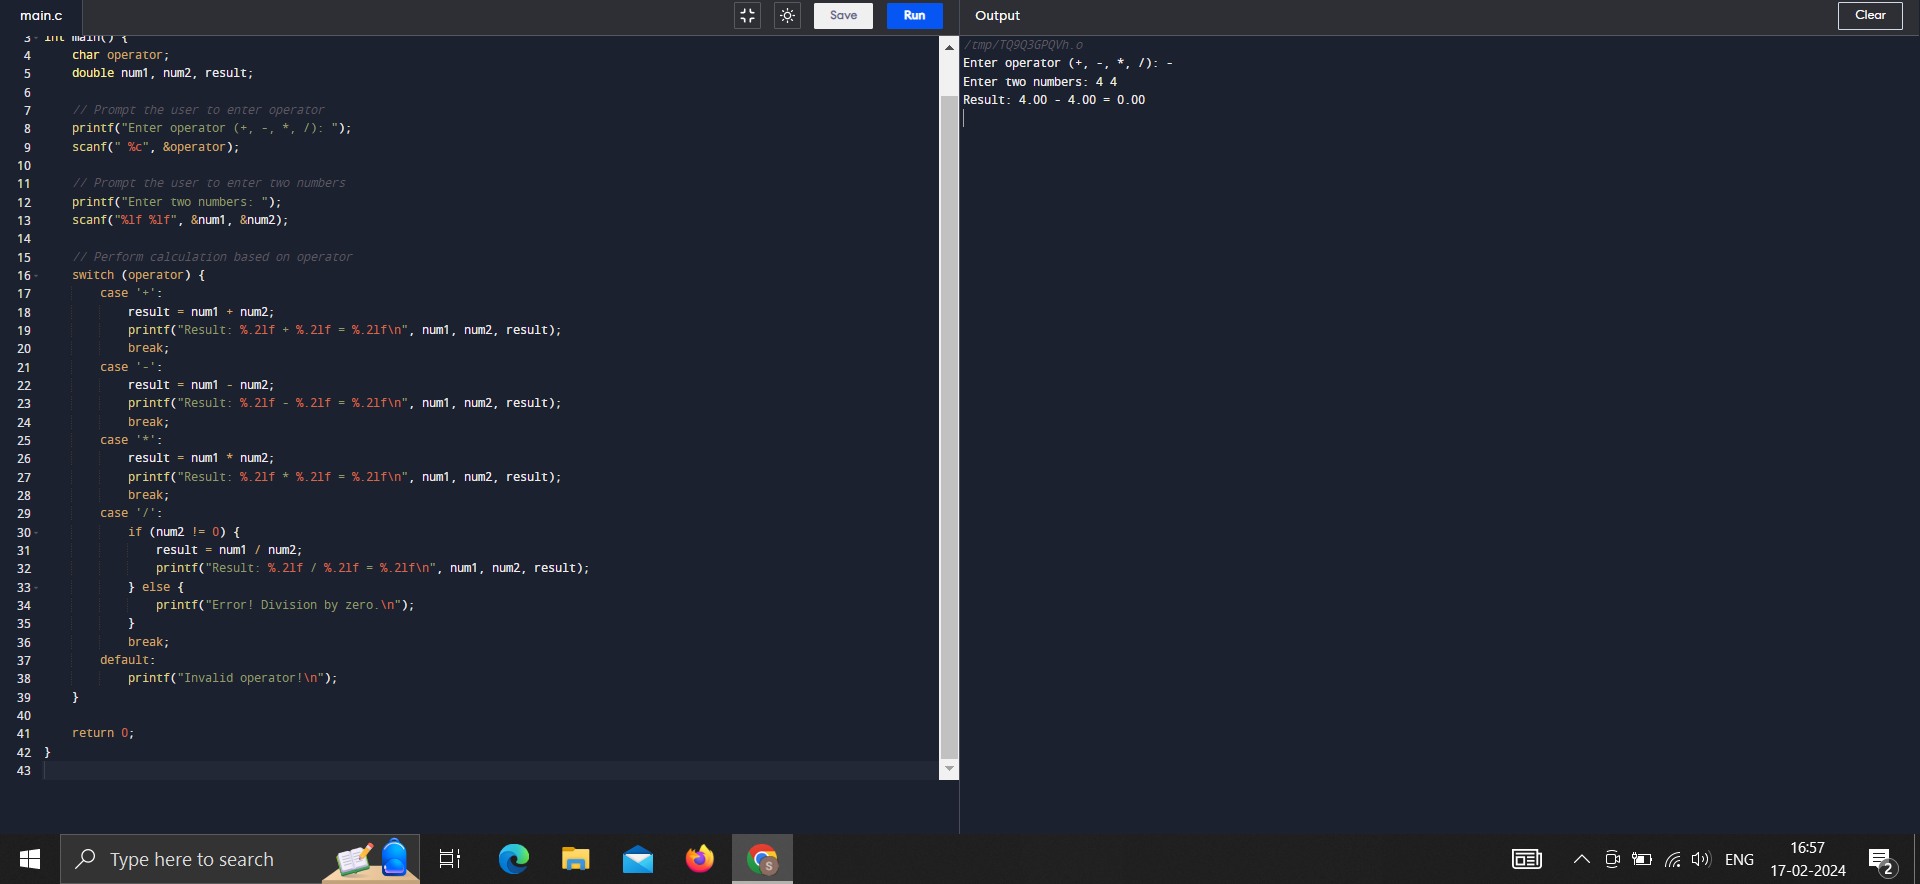 main.c
Save
Run
Output
Clear
3 int main() {
4 char operator;
5 double num1, num2, result;
6
7 // Prompt the user to enter operator
8 printf("Enter operator (+, -, *, /): ");
9 scanf(" %c", &operator);
10
11 // Prompt the user to enter two numbers
12 printf("Enter two numbers: ");
13 scanf("%lf %lf", &num1, &num2);
14
15 // Perform calculation based on operator
16 switch (operator) {
17 case '+':
18 result = num1 + num2;
19 printf("Result: %.2lf + %.2lf = %.2lf\n", num1, num2, result);
20 break;
21 case '-':
22 result = num1 - num2;
23 printf("Result: %.2lf - %.2lf = %.2lf\n", num1, num2, result);
24 break;
25 case '*':
26 result = num1 * num2;
27 printf("Result: %.2lf * %.2lf = %.2lf\n", num1, num2, result);
28 break;
29 case '/':
30 if (num2 != 0) {
31 result = num1 / num2;
32 printf("Result: %.2lf / %.2lf = %.2lf\n", num1, num2, result);
33 } else {
34 printf("Error! Division by zero.\n");
35 }
36 break;
37 default:
38 printf("Invalid operator!\n");
39 }
40
41 return 0;
42 }
43
/tmp/TQ9Q3GPQVh.o
Enter operator (+, -, *, /): -
Enter two numbers: 4 4
Result: 4.00 - 4.00 = 0.00
Type here to search
S
ENG
16:57
17-02-2024
2